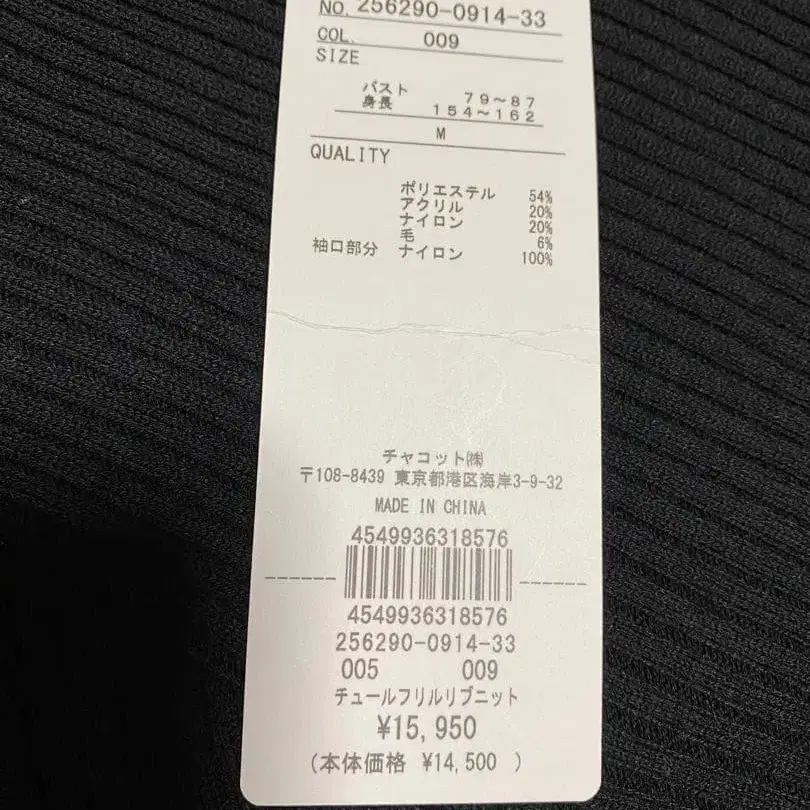 NO. 256290-0914-33
COL. 009
SIZE
バスト 79～87
身長 154～162
M
QUALITY
ポリエステル 54%
アクリル 20%
ナイロン 20%
毛 6%
袖口部分 ナイロン 100%
チャコット㈱
〒108-8439 東京都港区海岸3-9-32
MADE IN CHINA
4549936318576
4549936318576
256290-0914-33
005 009
チュールフリルリブニット
¥15,950
(本体価格 ¥14,500 )